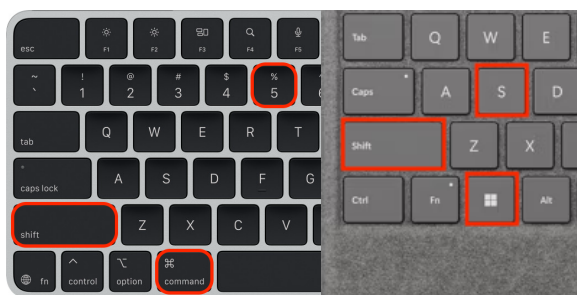 esc F1 F2 F3 F4 F5
~ ! @ # $ %
` 1 2 3 4 5
tab Q W E R T
caps lock A S D F G
shift Z X C V
fn control option command
Tab Q W E
Caps A S D
Shift Z X
Ctrl Fn Alt